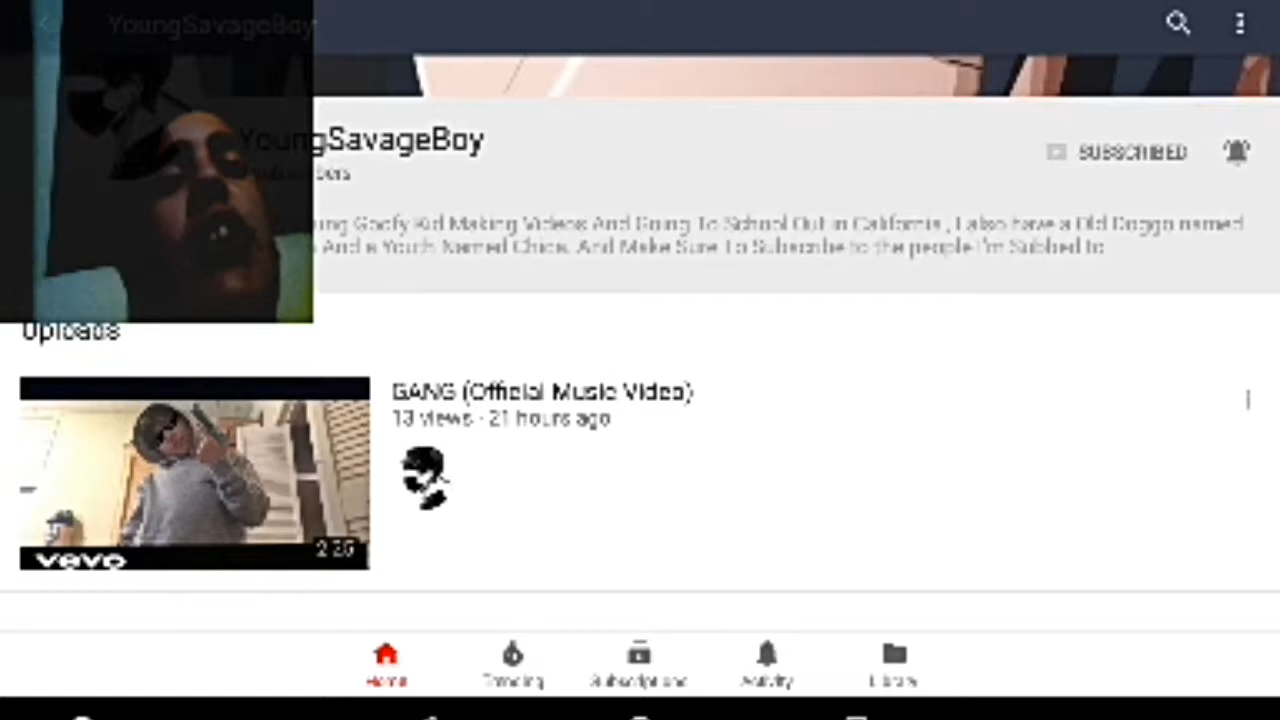 YoungSavageBoy
YoungSavageBoy
SUBSCRIBED
Goofy Kid Making Videos And Going To School Out in California, I also have a Old Doggo named
And a Youth Named Chica. And Make Sure To Subscribe to the people I'm Subbed to
Uploads
GANG (Official Music Video)
13 views · 21 hours ago
2:25
vevo
Home
Trending
Subscriptions
Activity
Library